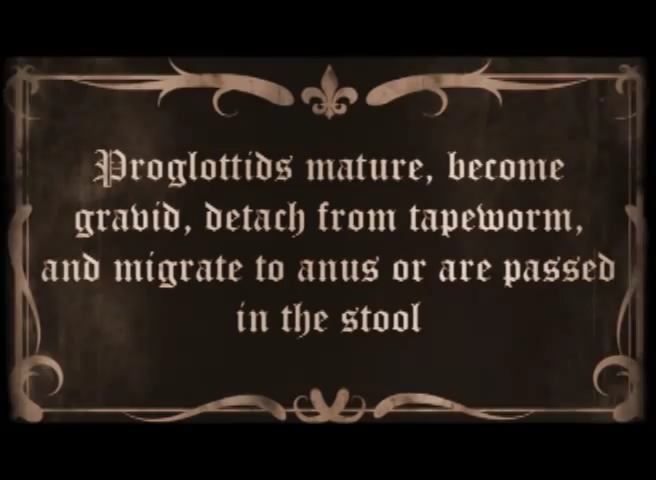 Proglottids mature, become
gravid, detach from tapeworm,
and migrate to anus or are passed
in the stool